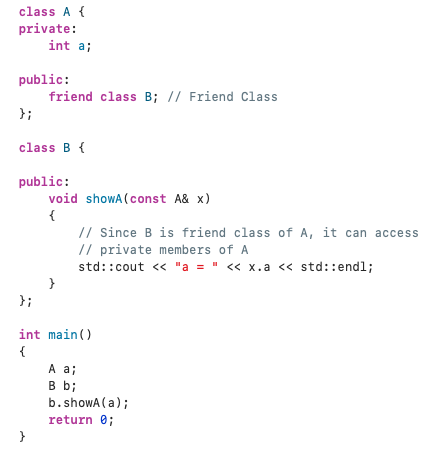 class A {
private:
    int a;

public:
    friend class B; // Friend Class
};

class B {

public:
    void showA(const A& x)
    {
        // Since B is friend class of A, it can access
        // private members of A
        std::cout << "a = " << x.a << std::endl;
    }
};

int main()
{
    A a;
    B b;
    b.showA(a);
    return 0;
}